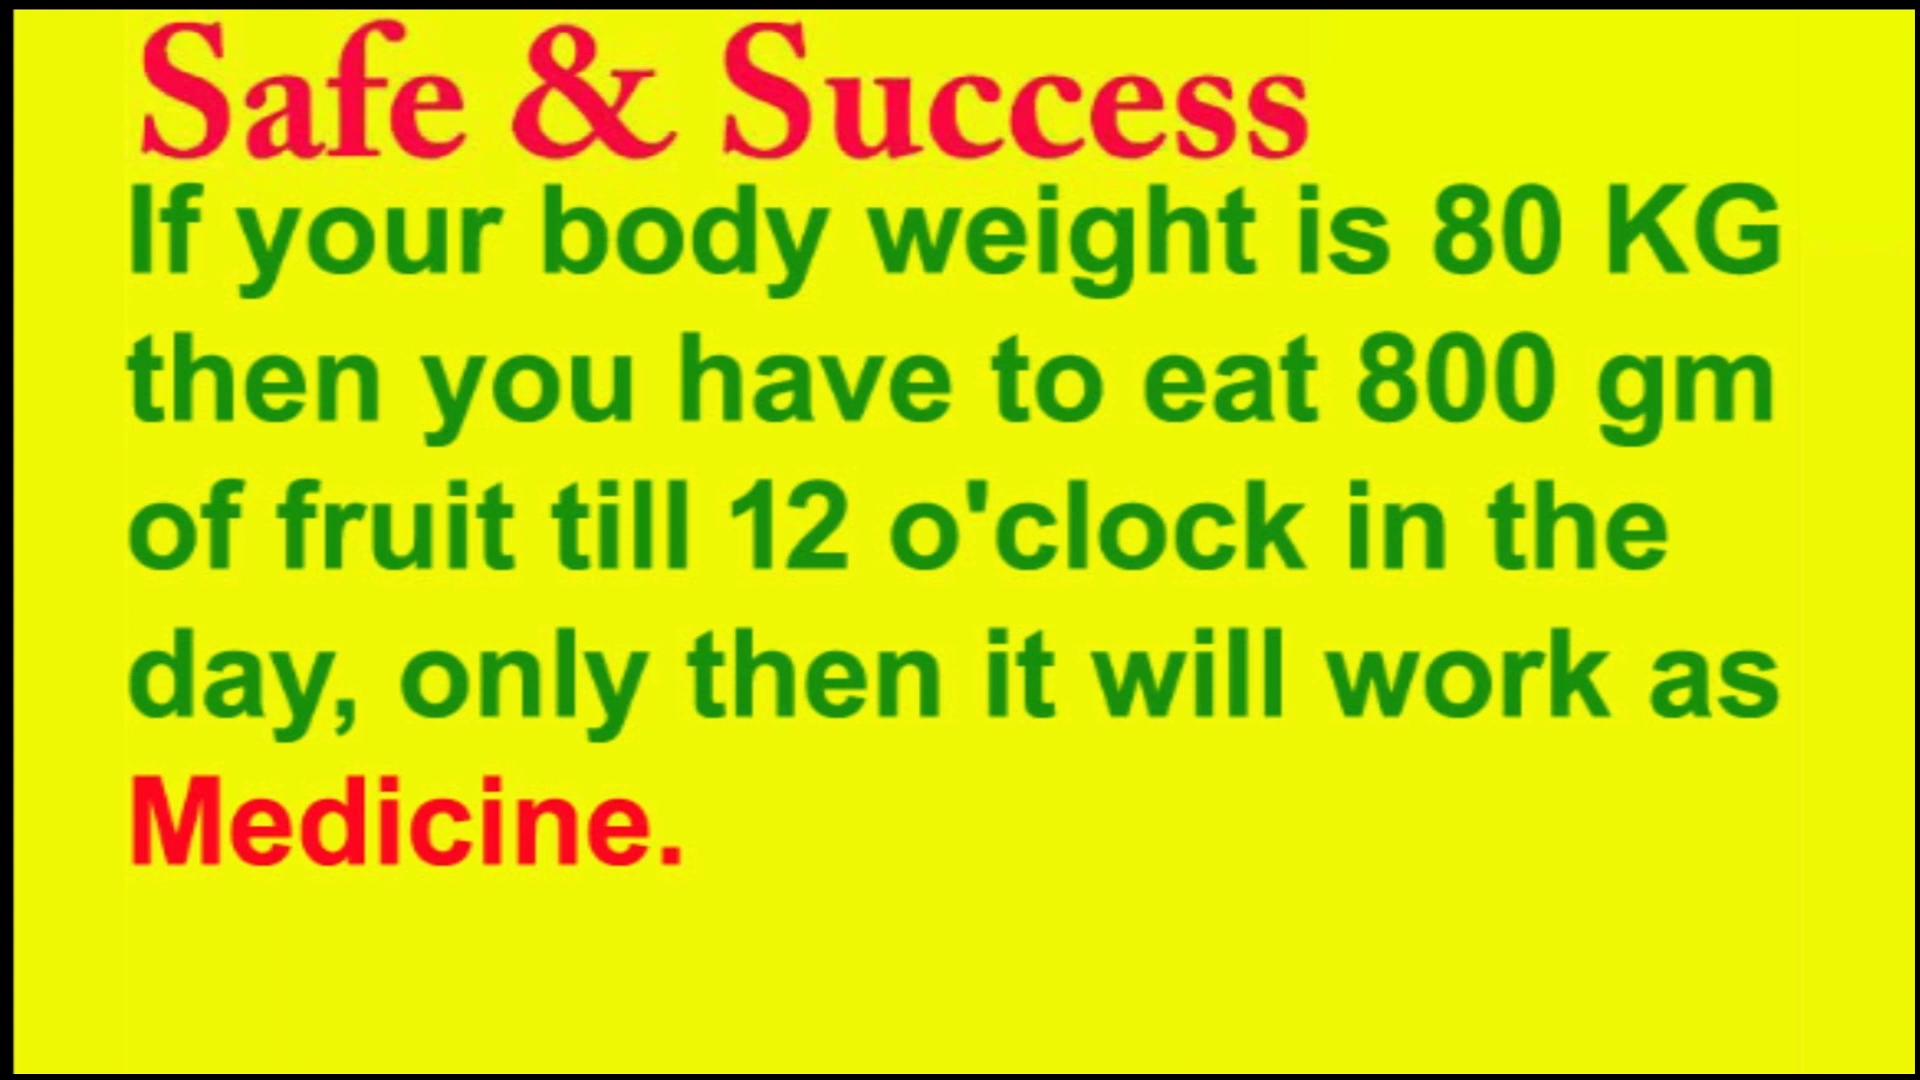 Safe & Success
If your body weight is 80 KG
then you have to eat 800 gm
of fruit till 12 o'clock in the
day, only then it will work as
Medicine.